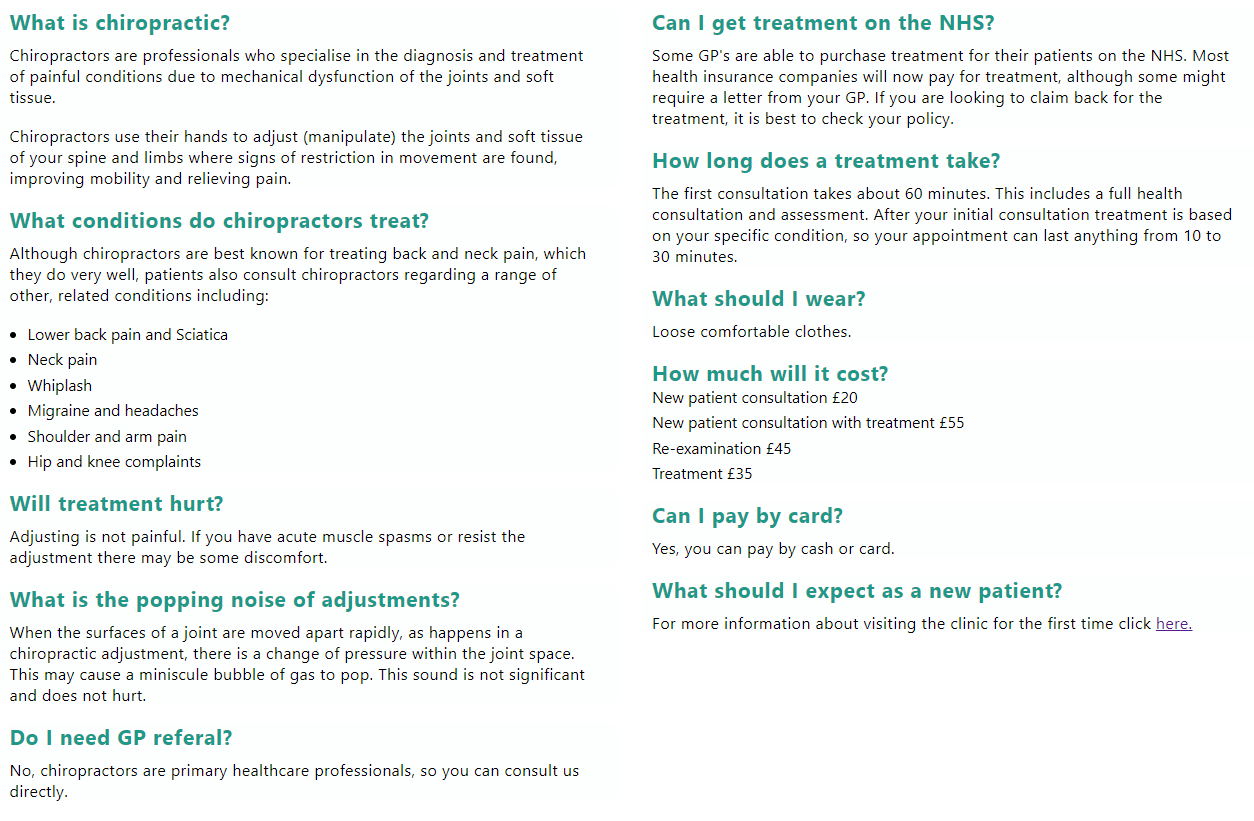 What is chiropractic?
Chiropractors are professionals who specialise in the diagnosis and treatment
of painful conditions due to mechanical dysfunction of the joints and soft
tissue.
Chiropractors use their hands to adjust (manipulate) the joints and soft tissue
of your spine and limbs where signs of restriction in movement are found,
improving mobility and relieving pain.
What conditions do chiropractors treat?
Although chiropractors are best known for treating back and neck pain, which
they do very well, patients also consult chiropractors regarding a range of
other, related conditions including:
• Lower back pain and Sciatica
• Neck pain
• Whiplash
• Migraine and headaches
• Shoulder and arm pain
• Hip and knee complaints
Will treatment hurt?
Adjusting is not painful. If you have acute muscle spasms or resist the
adjustment there may be some discomfort.
What is the popping noise of adjustments?
When the surfaces of a joint are moved apart rapidly, as happens in a
chiropractic adjustment, there is a change of pressure within the joint space.
This may cause a miniscule bubble of gas to pop. This sound is not significant
and does not hurt.
Do I need GP referal?
No, chiropractors are primary healthcare professionals, so you can consult us
directly.
Can I get treatment on the NHS?
Some GP's are able to purchase treatment for their patients on the NHS. Most
health insurance companies will now pay for treatment, although some might
require a letter from your GP. If you are looking to claim back for the
treatment, it is best to check your policy.
How long does a treatment take?
The first consultation takes about 60 minutes. This includes a full health
consultation and assessment. After your initial consultation treatment is based
on your specific condition, so your appointment can last anything from 10 to
30 minutes.
What should I wear?
Loose comfortable clothes.
How much will it cost?
New patient consultation £20
New patient consultation with treatment £55
Re-examination £45
Treatment £35
Can I pay by card?
Yes, you can pay by cash or card.
What should I expect as a new patient?
For more information about visiting the clinic for the first time click here.